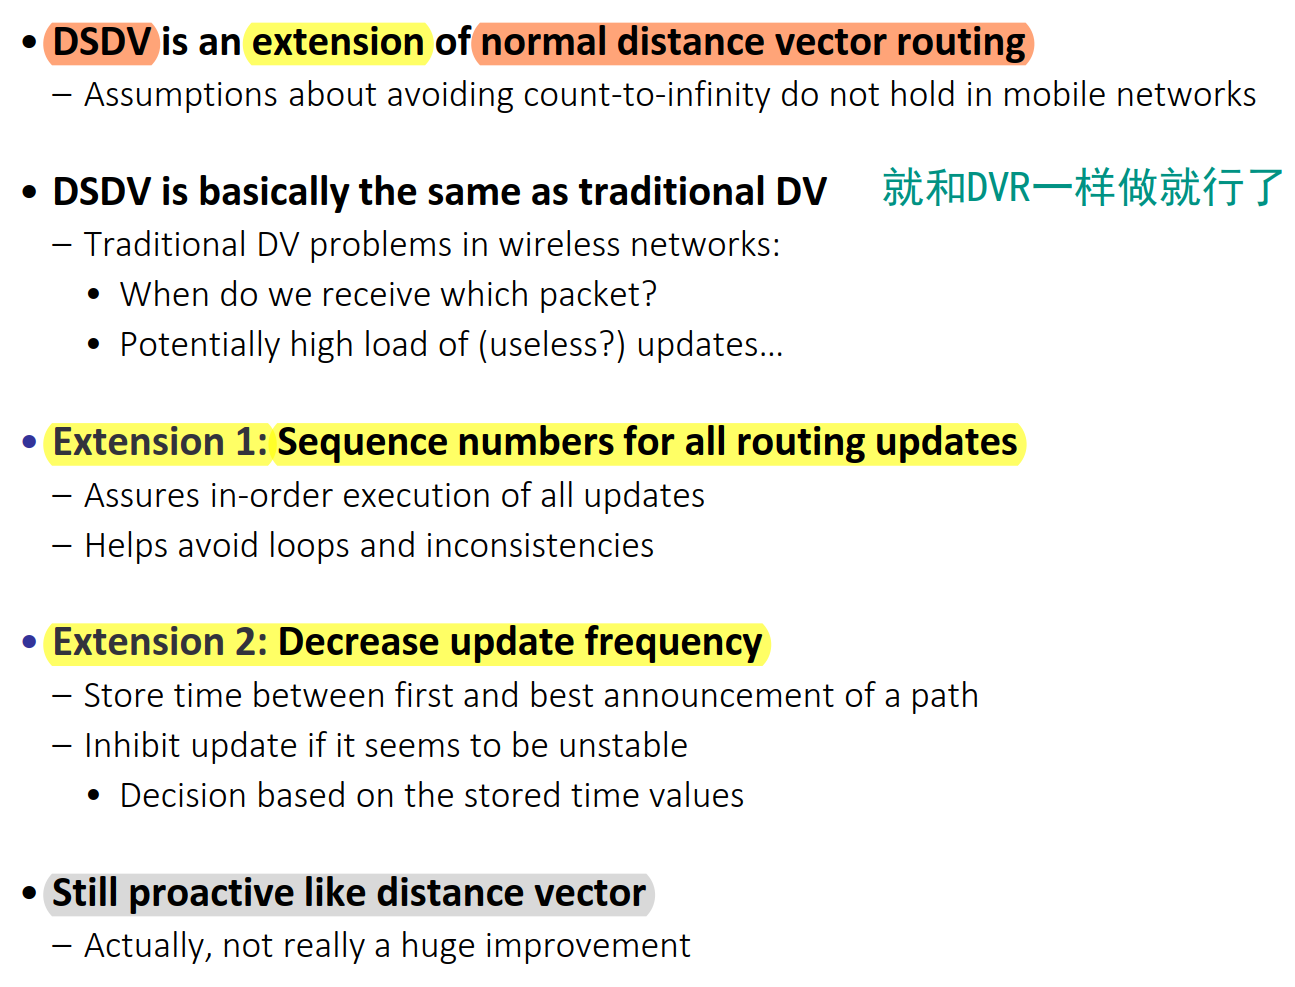 • DSDV is an extension of normal distance vector routing
– Assumptions about avoiding count-to-infinity do not hold in mobile networks
• DSDV is basically the same as traditional DV 就和DVR一样做就行了
– Traditional DV problems in wireless networks:
• When do we receive which packet?
• Potentially high load of (useless?) updates...
• Extension 1: Sequence numbers for all routing updates
– Assures in-order execution of all updates
– Helps avoid loops and inconsistencies
• Extension 2: Decrease update frequency
– Store time between first and best announcement of a path
– Inhibit update if it seems to be unstable
• Decision based on the stored time values
• Still proactive like distance vector
– Actually, not really a huge improvement